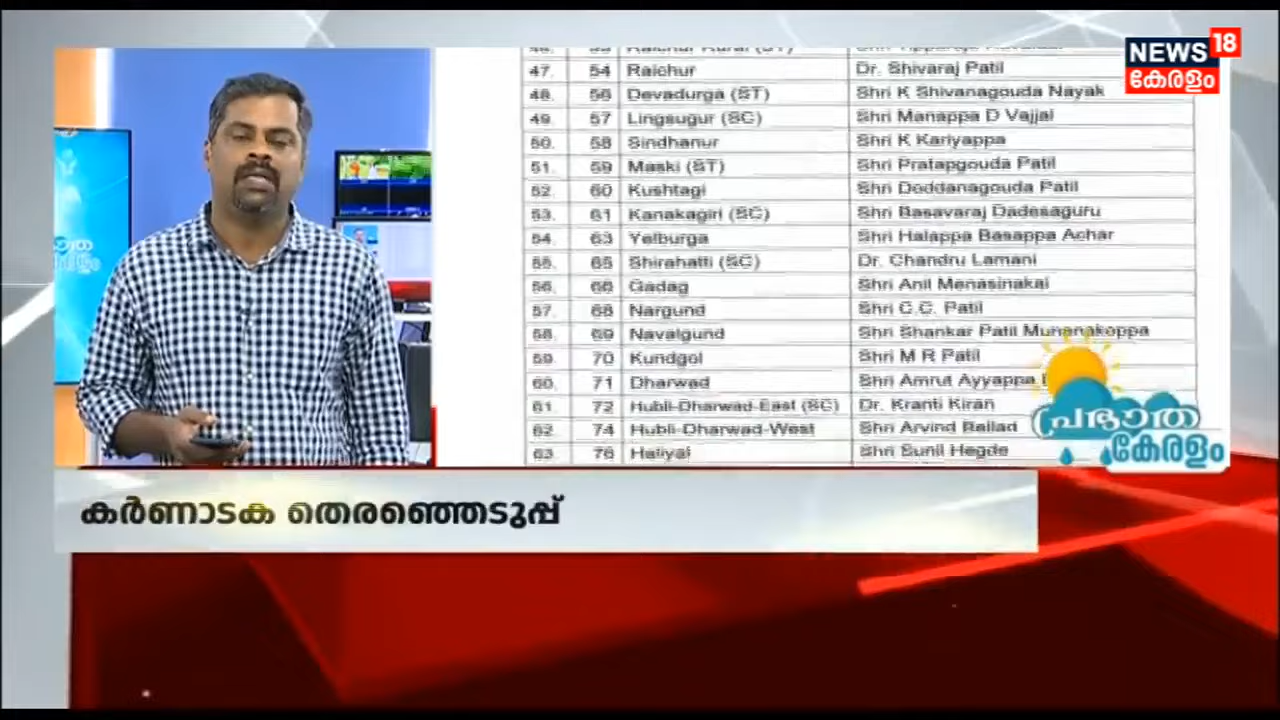 NEWS 18
കേരളം
47. 54 Raichur Dr. Shivaraj Patil
48. 56 Devadurga (ST) Shri K Shivanagouda Nayak
49. 57 Lingsugur (SC) Shri Manappa D Vajjal
50. 58 Sindhanur Shri K Kariyappa
51. 59 Maski (ST) Shri Pratapgouda Patil
52. 60 Kushtagi Shri Doddanagouda Patil
53. 61 Kanakagiri (SC) Shri Basavaraj Dadesaguru
54. 63 Yelburga Shri Halappa Basappa Achar
55. 65 Shirahatti (SC) Dr. Chandru Lamani
56. 66 Gadag Shri Anil Menasinakai
57. 68 Nargund Shri C.C. Patil
58. 69 Navalgund Shri Shankar Patil Munanakoppa
59. 70 Kundgol Shri M R Patil
60. 71 Dharwad Shri Amrut Ayyappa
61. 72 Hubli-Dharwad-East (SC) Dr. Kranti Kiran
62. 74 Hubli-Dharwad-West Shri Arvind Bellad
63. 76 Haliyal Shri Sunil Hegde
പ്രഭാത
കേരളം
കർണാടക തെരഞ്ഞെടുപ്പ്